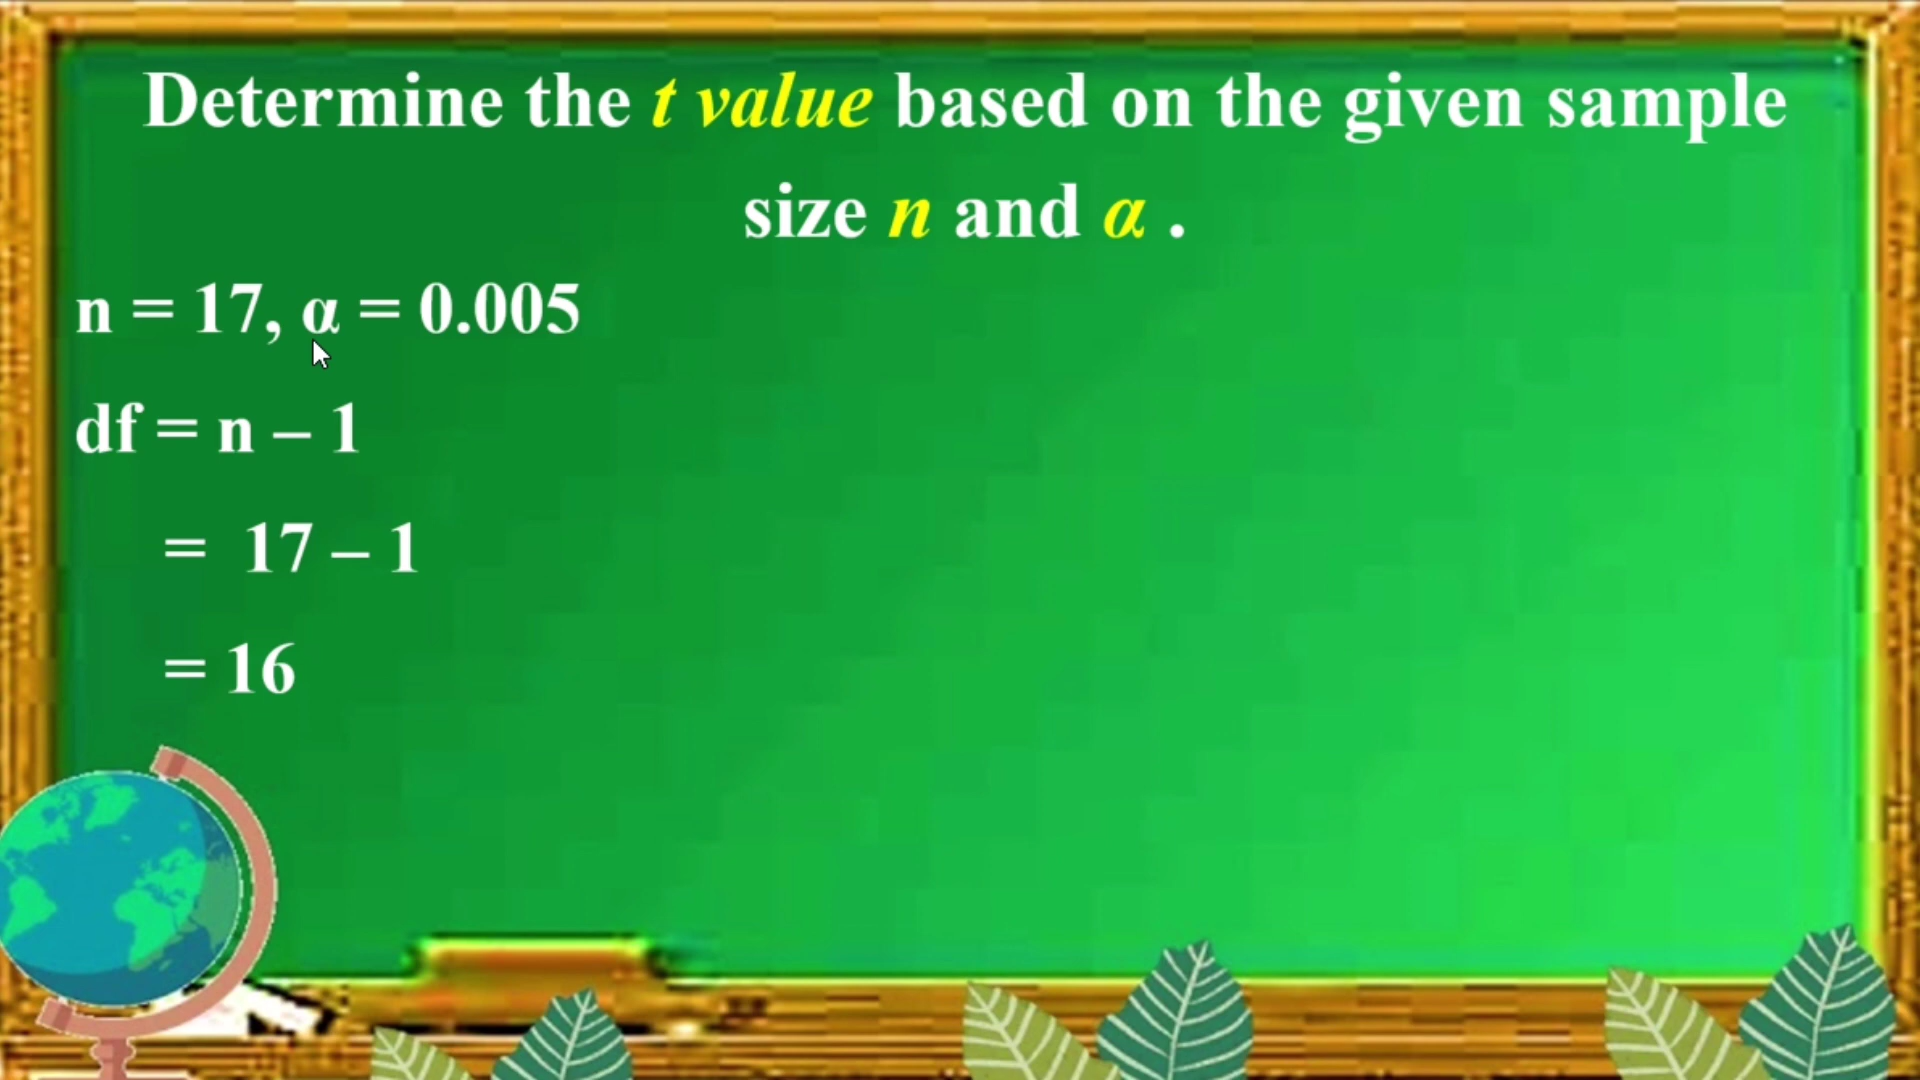 Determine the t value based on the given sample
size n and α .
n = 17, α = 0.005
df = n – 1
= 17 – 1
= 16